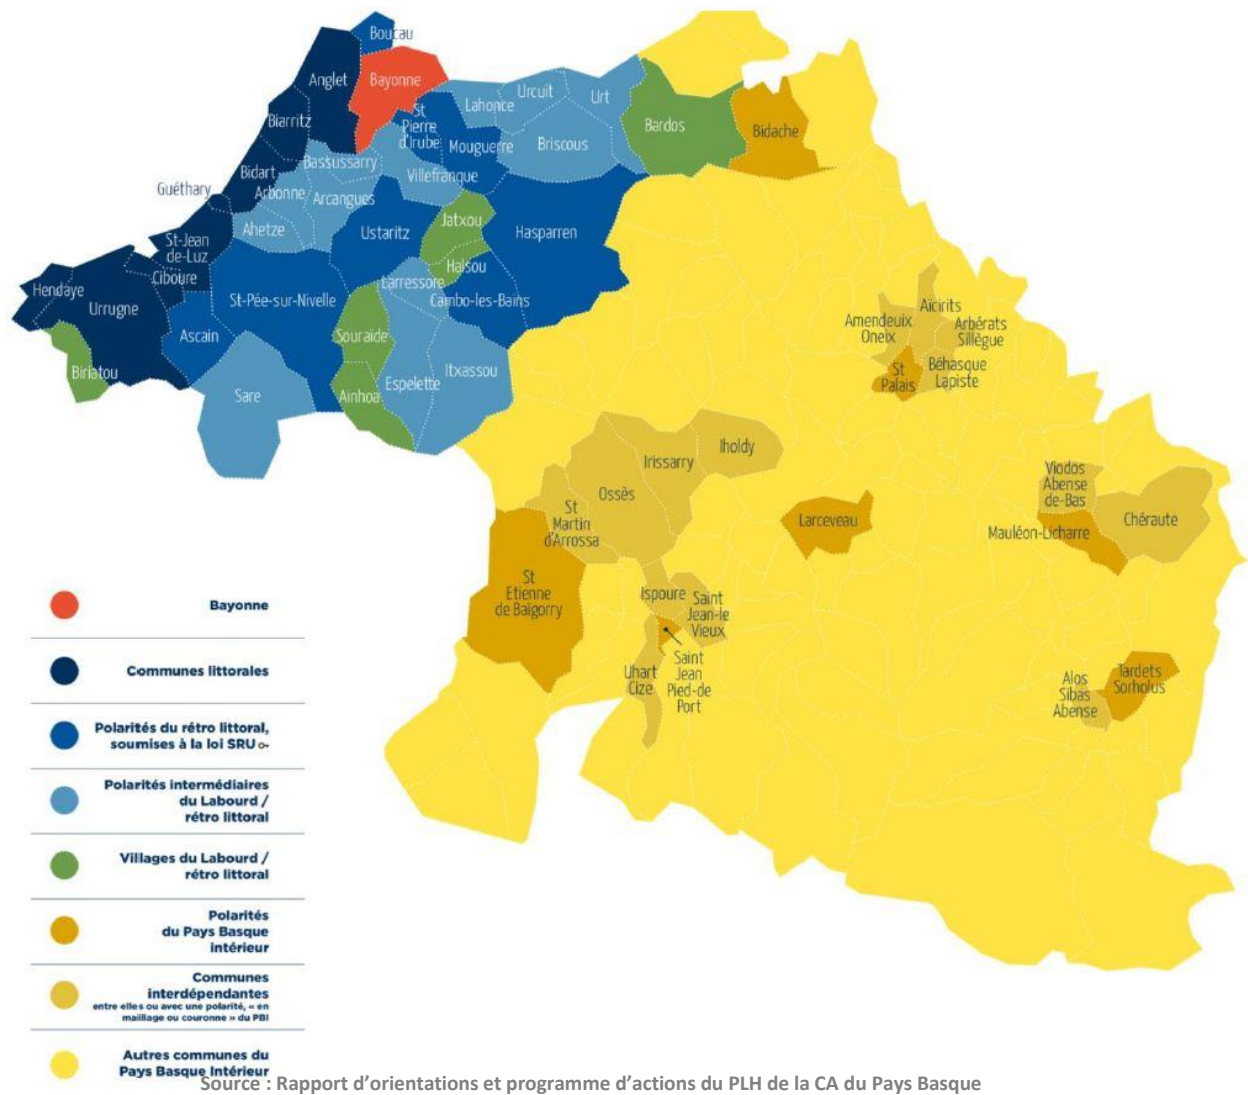 Boucau
Anglet
Bayonne
Biarritz
St
Pierre
d'Irube
Lahonce
Urcuit
Urt
Bardos
Bidache
Mouguerre
Briscous
Bidart
Bassussarry
Villefranque
Guéthary
Arbonne
Arcangues
Ahetze
Jatxou
Ustaritz
Hasparren
St-Jean
de-Luz
Halsou
Ciboure
Larressore
Hendaye
Urrugne
St-Pée-sur-Nivelle
Cambo-les-Bains
Ascain
Souraïde
Biriatou
Espelette
Itxassou
Sare
Ainhoa
Aïcirits
Amendeuix
Oneix
Arbérats
Sillègue
St
Palais
Béhasque
Lapiste
Iholdy
Irissarry
Ossès
St
Martin
d'Arrossa
Larceveau
Viodos
Abense
de-Bas
Chéraute
Mauléon-Licharre
St
Etienne
de Baïgorry
Ispoure
Saint
Jean-le
Vieux
Uhart
Cize
Saint
Jean
Pied-de
Port
Alos
Sibas
Abense
Tardets
Sorholus
Bayonne
Communes littorales
Polarités du rétro littoral,
soumises à la loi SRU
Polarités intermédiaires
du Labourd /
rétro littoral
Villages du Labourd /
rétro littoral
Polarités
du Pays Basque
intérieur
Communes
interdépendantes
entre elles ou avec une polarité, « en
maillage ou couronne » du PBI
Autres communes du
Pays Basque Intérieur
Source : Rapport d'orientations et programme d'actions du PLH de la CA du Pays Basque